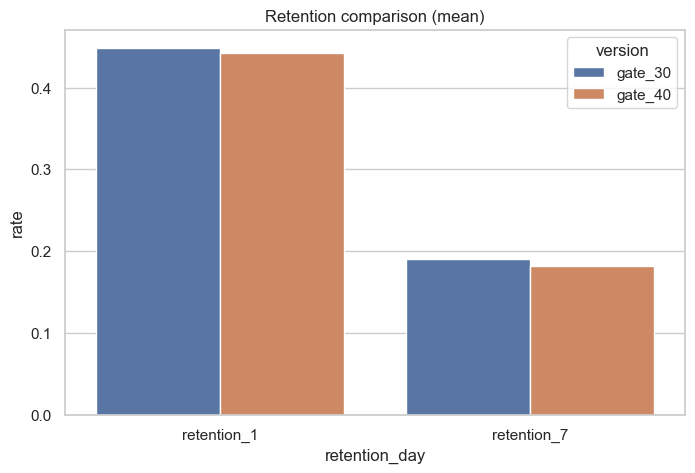 Retention comparison (mean)
version
gate_30
gate_40
rate
0.4
0.3
0.2
0.1
0.0
retention_1
retention_7
retention_day